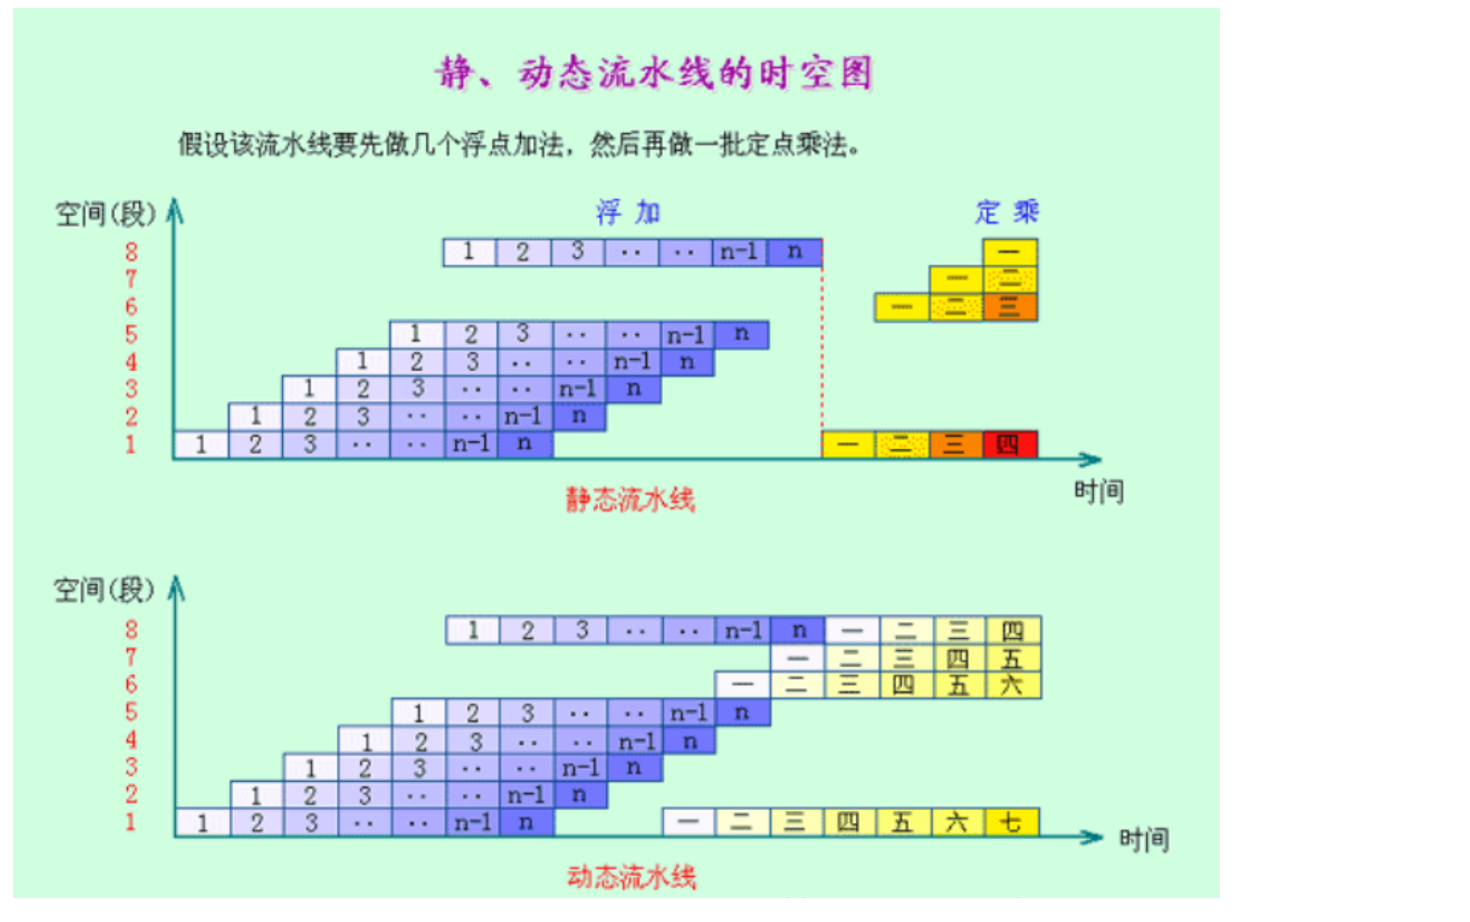 静、动态流水线的时空图
假设该流水线要先做几个浮点加法，然后再做一批定点乘法。
空间(段) 浮 加 定 乘
8 1 2 3 ·· ·· n-1 n 一
7 一 二
6 一 二 三
5 1 2 3 ·· ·· n-1 n
4 1 2 3 ·· ·· n-1 n
3 1 2 3 ·· ·· n-1 n
2 1 2 3 ·· ·· n-1 n
1 1 2 3 ·· ·· n-1 n 一 二 三 四
时间
静态流水线
空间(段)
8 1 2 3 ·· ·· n-1 n 一 二 三 四
7 一 二 三 四 五
6 一 二 三 四 五 六
5 1 2 3 ·· ·· n-1 n
4 1 2 3 ·· ·· n-1 n
3 1 2 3 ·· ·· n-1 n
2 1 2 3 ·· ·· n-1 n
1 1 2 3 ·· ·· n-1 n 一 二 三 四 五 六 七
时间
动态流水线